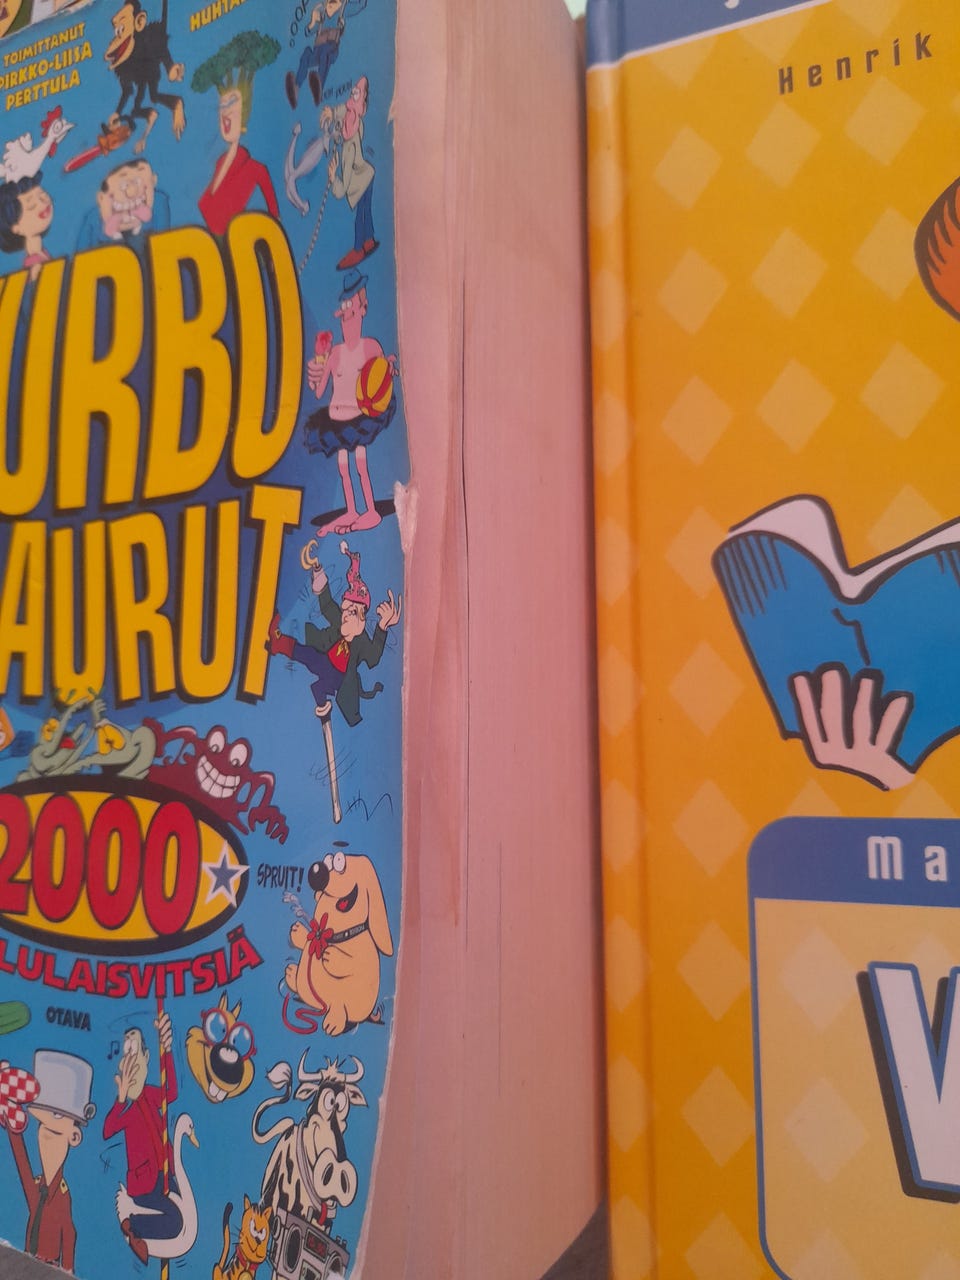 TOIMITTANUT
PIRKKO-LIISA
PERTTULA
HUHTA
URBO
AURUT
2000
LULAISVITSIÄ
SPRUIT!
OTAVA
Henrik
Ma